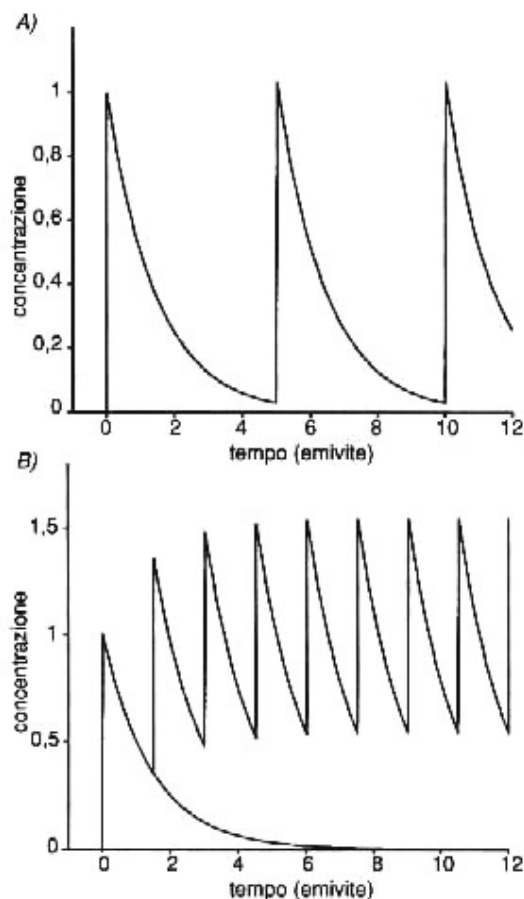 A)
concentrazione
1
0,8
0,6
0,4
0,2
0
0 2 4 6 8 10 12
tempo (emivite)
B)
concentrazione
1,5
1
0,5
0
0 2 4 6 8 10 12
tempo (emivite)